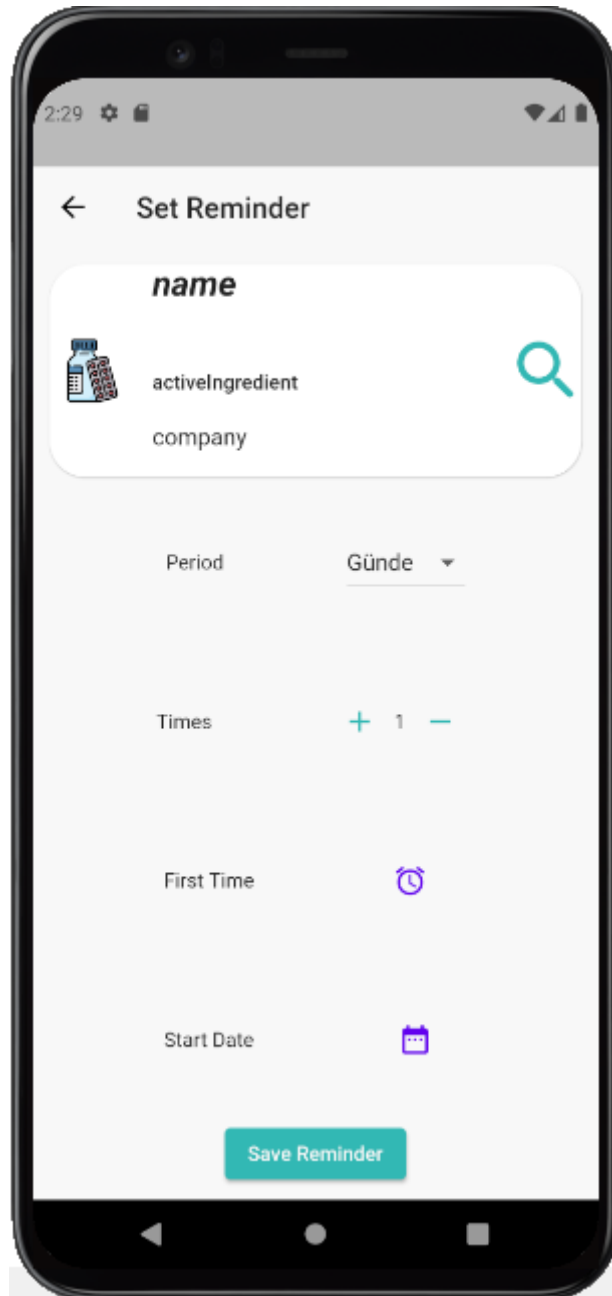 2:29
Set Reminder
name
activeIngredient
company
Period Günde
Times + 1 −
First Time
Start Date
Save Reminder